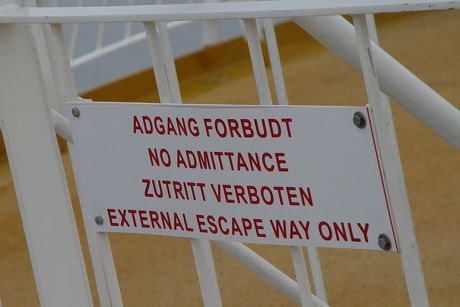 ADGANG FORBUDT
NO ADMITTANCE
ZUTRITT VERBOTEN
EXTERNAL ESCAPE WAY ONLY